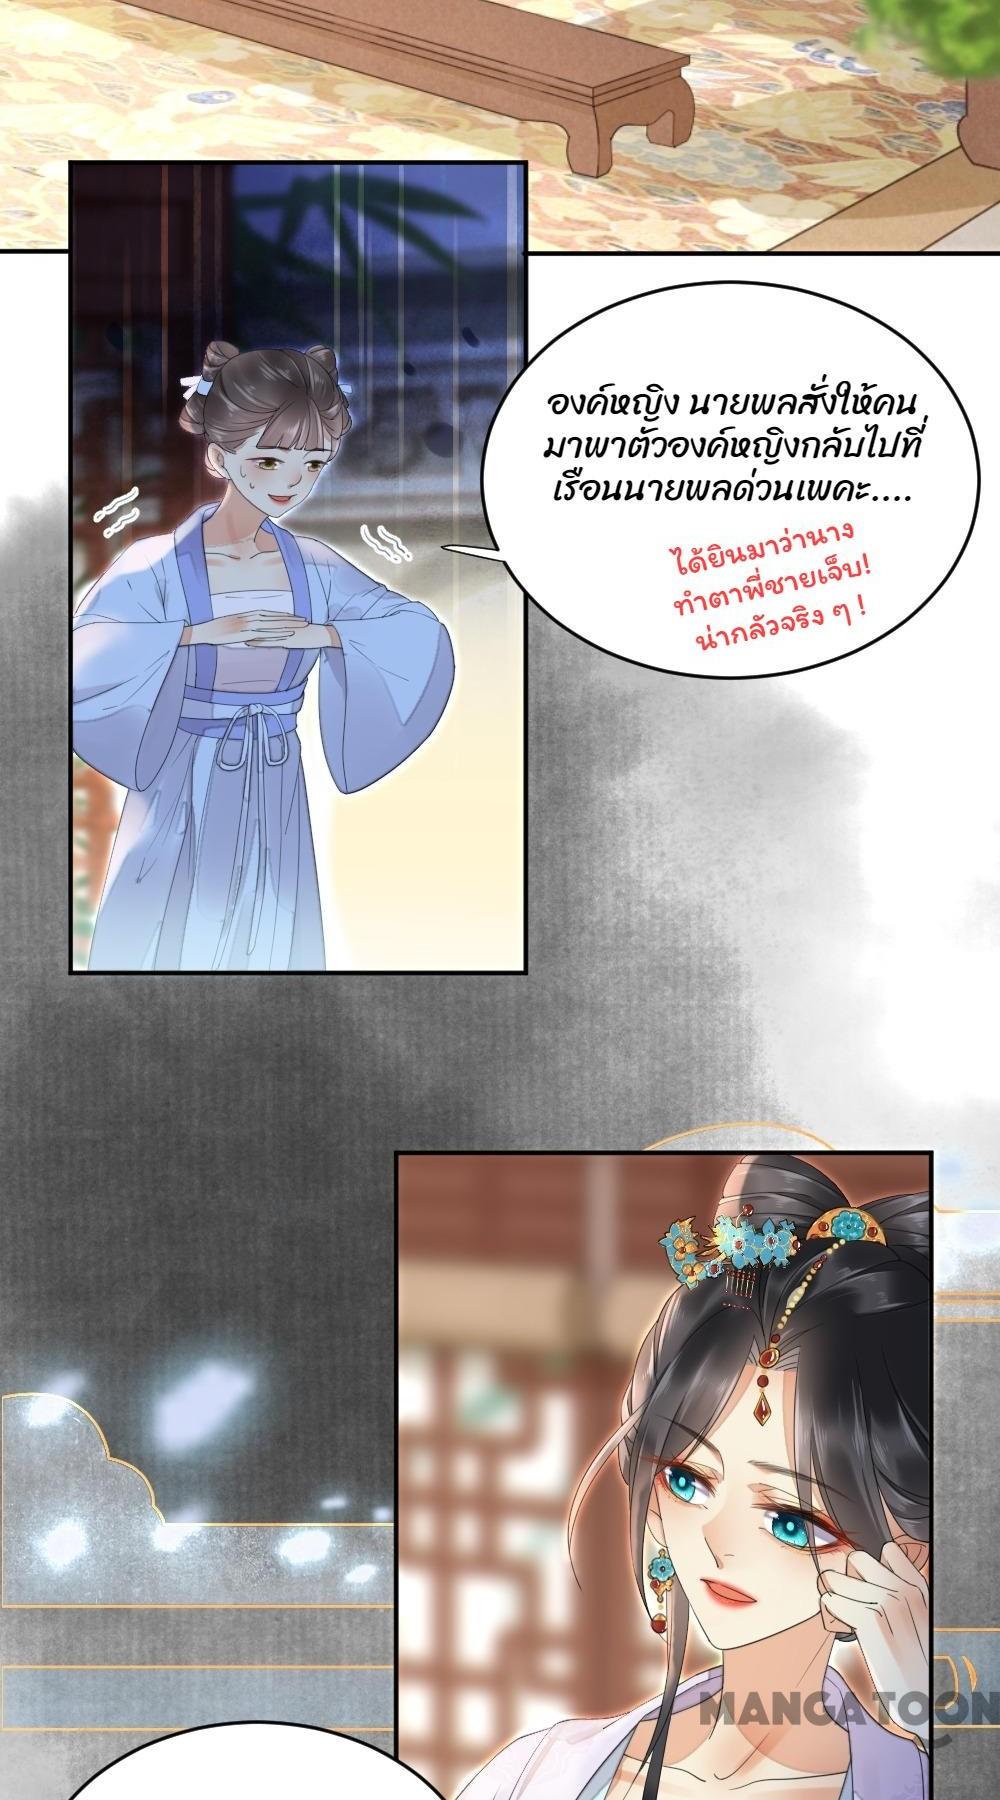 องค์หญิง นายพลสั่งให้คน
มาพาตัวองค์หญิงกลับไปที่
เรือนนายพลด่วนเพคะ....
ได้ยินมาว่านาง
ทำตาพี่ชายเจ็บ!
น่ากลัวจริง ๆ !
MANGATOON